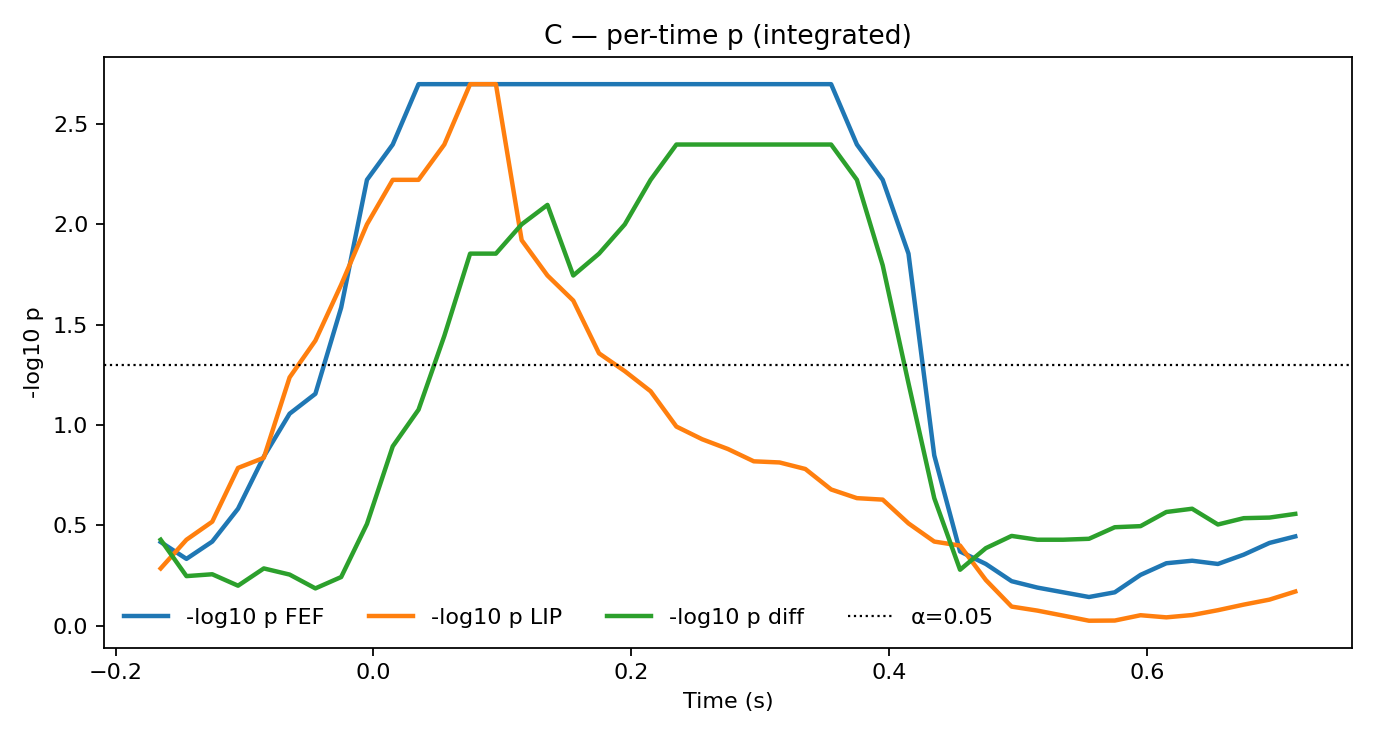 C — per-time p (integrated)
-log10 p
2.5
2.0
1.5
1.0
0.5
0.0
-log10 p FEF
-log10 p LIP
-log10 p diff
α=0.05
−0.2
0.0
0.2
0.4
0.6
Time (s)